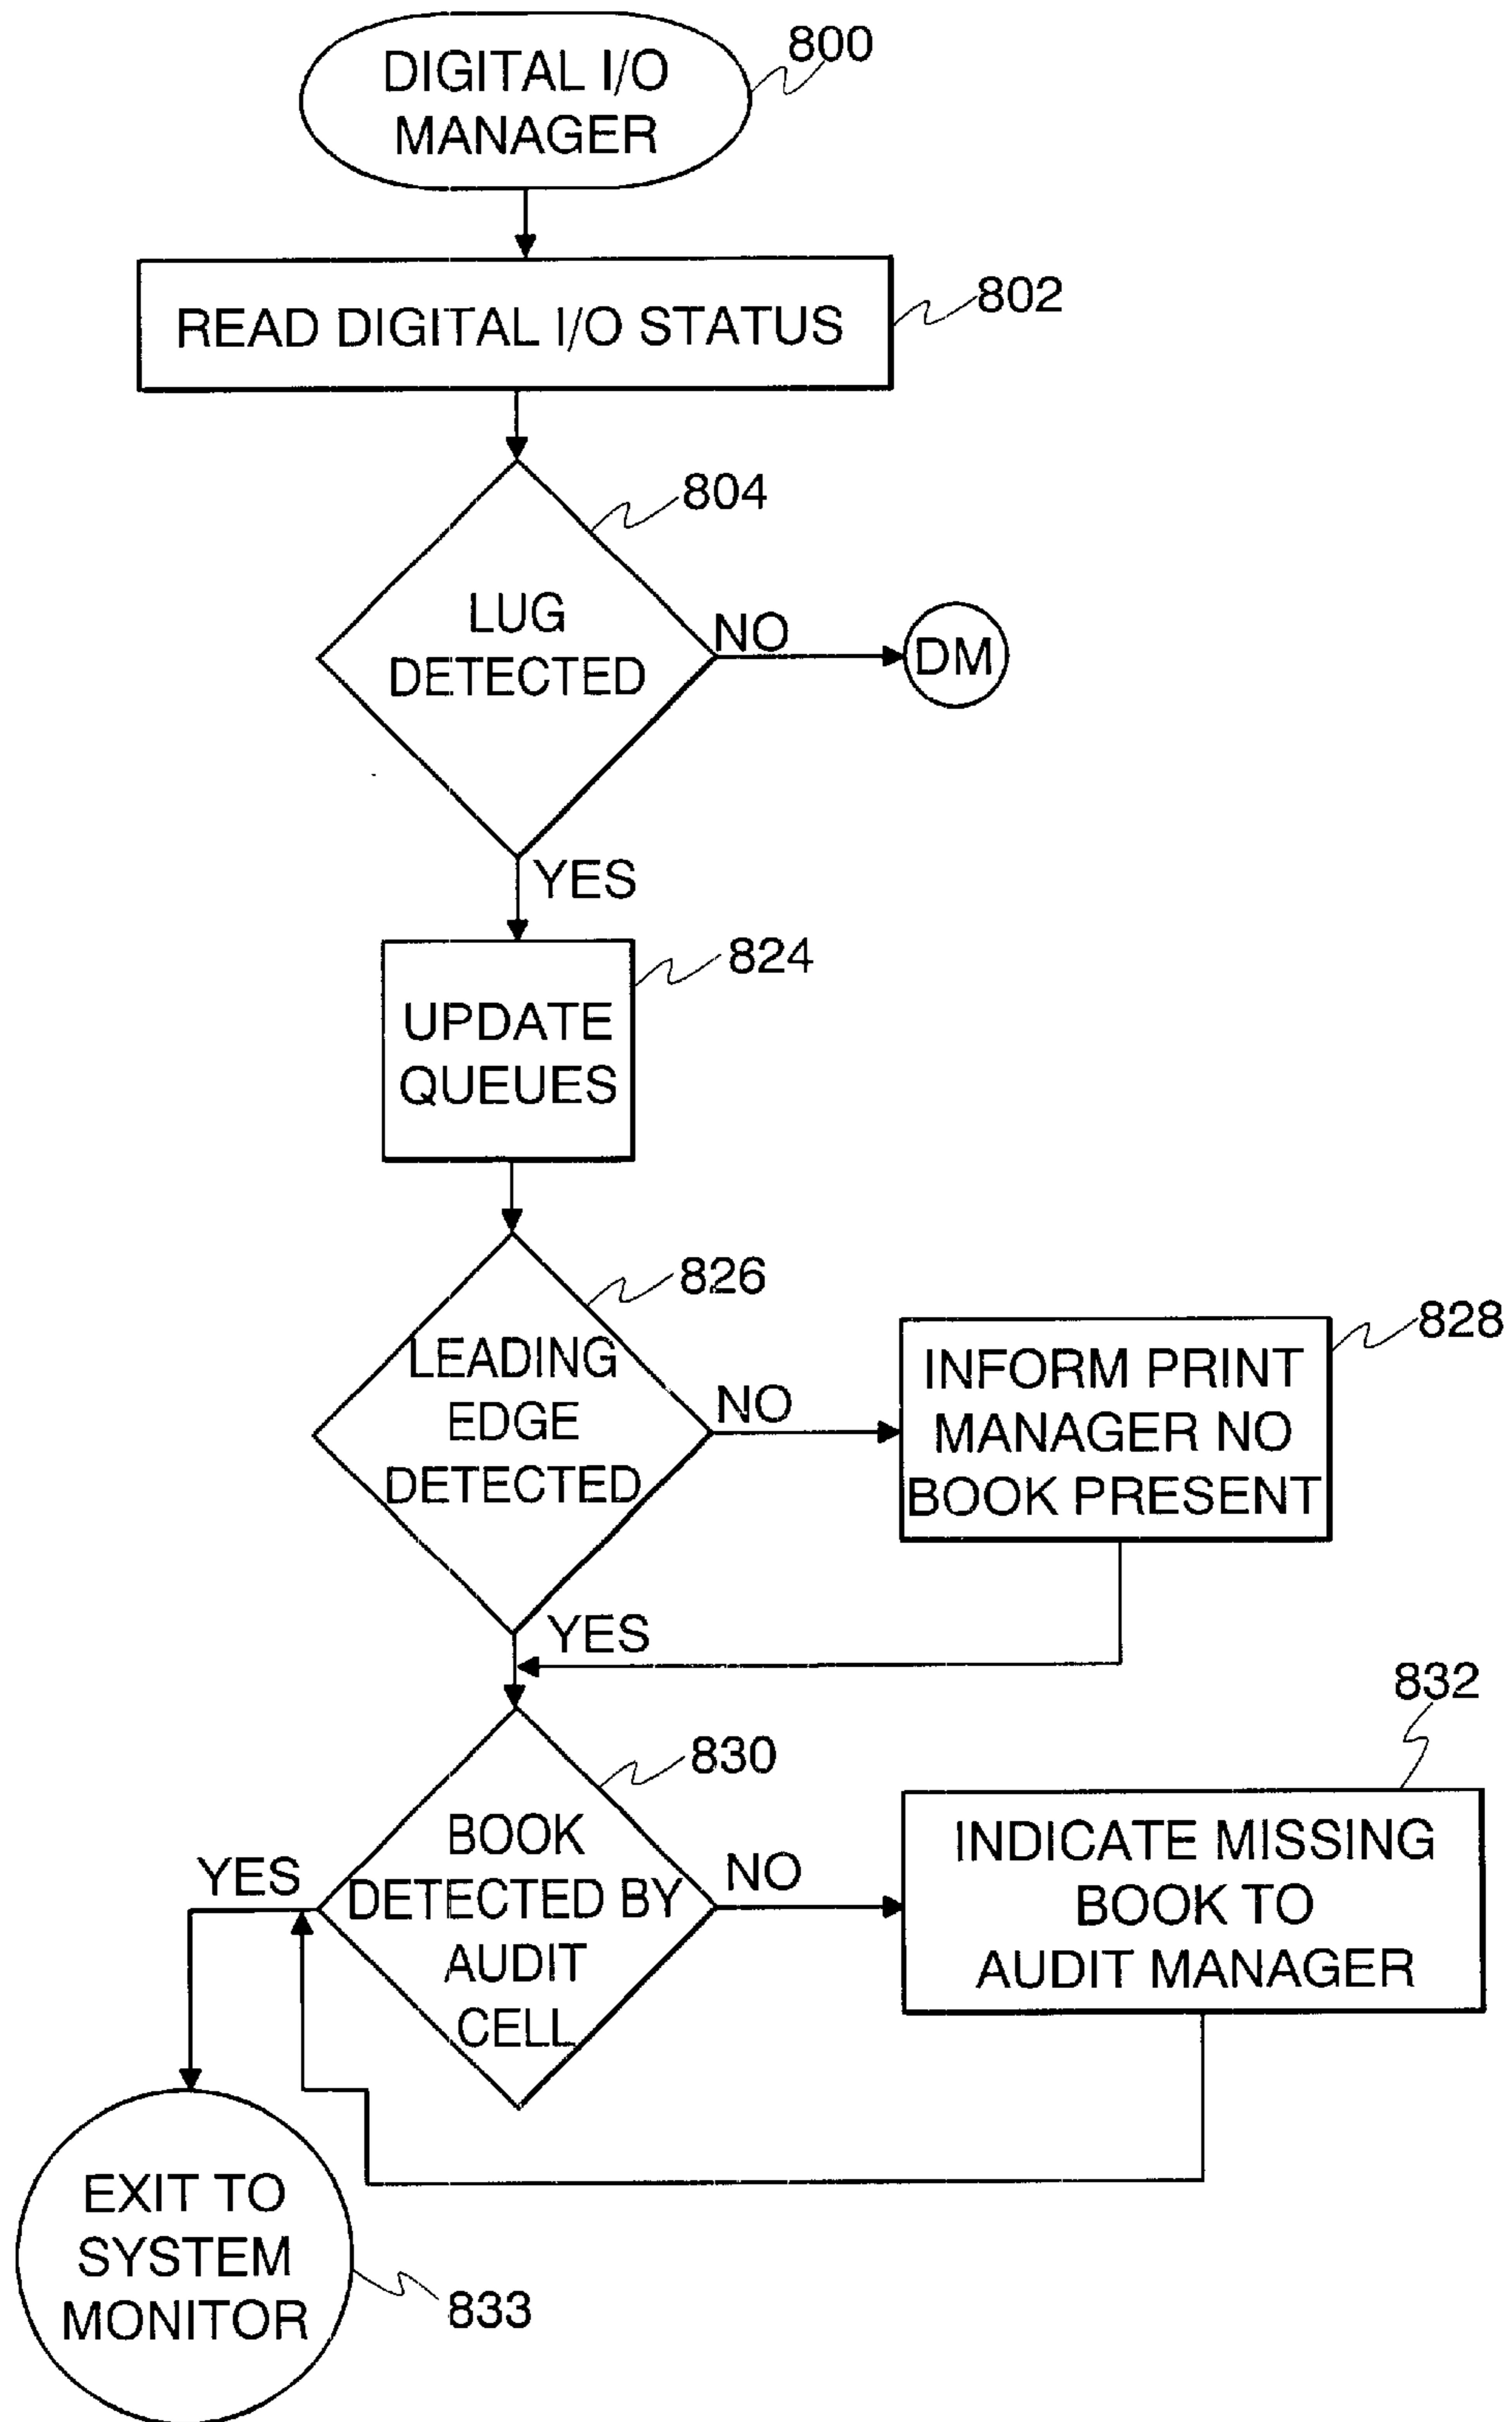 DIGITAL I/O
MANAGER
800
READ DIGITAL I/O STATUS
802
804
LUG
DETECTED
NO
DM
YES
824
UPDATE
QUEUES
826
LEADING
EDGE
DETECTED
NO
828
INFORM PRINT
MANAGER NO
BOOK PRESENT
YES
830
832
BOOK
DETECTED BY
AUDIT
CELL
YES
NO
INDICATE MISSING
BOOK TO
AUDIT MANAGER
EXIT TO
SYSTEM
MONITOR
833